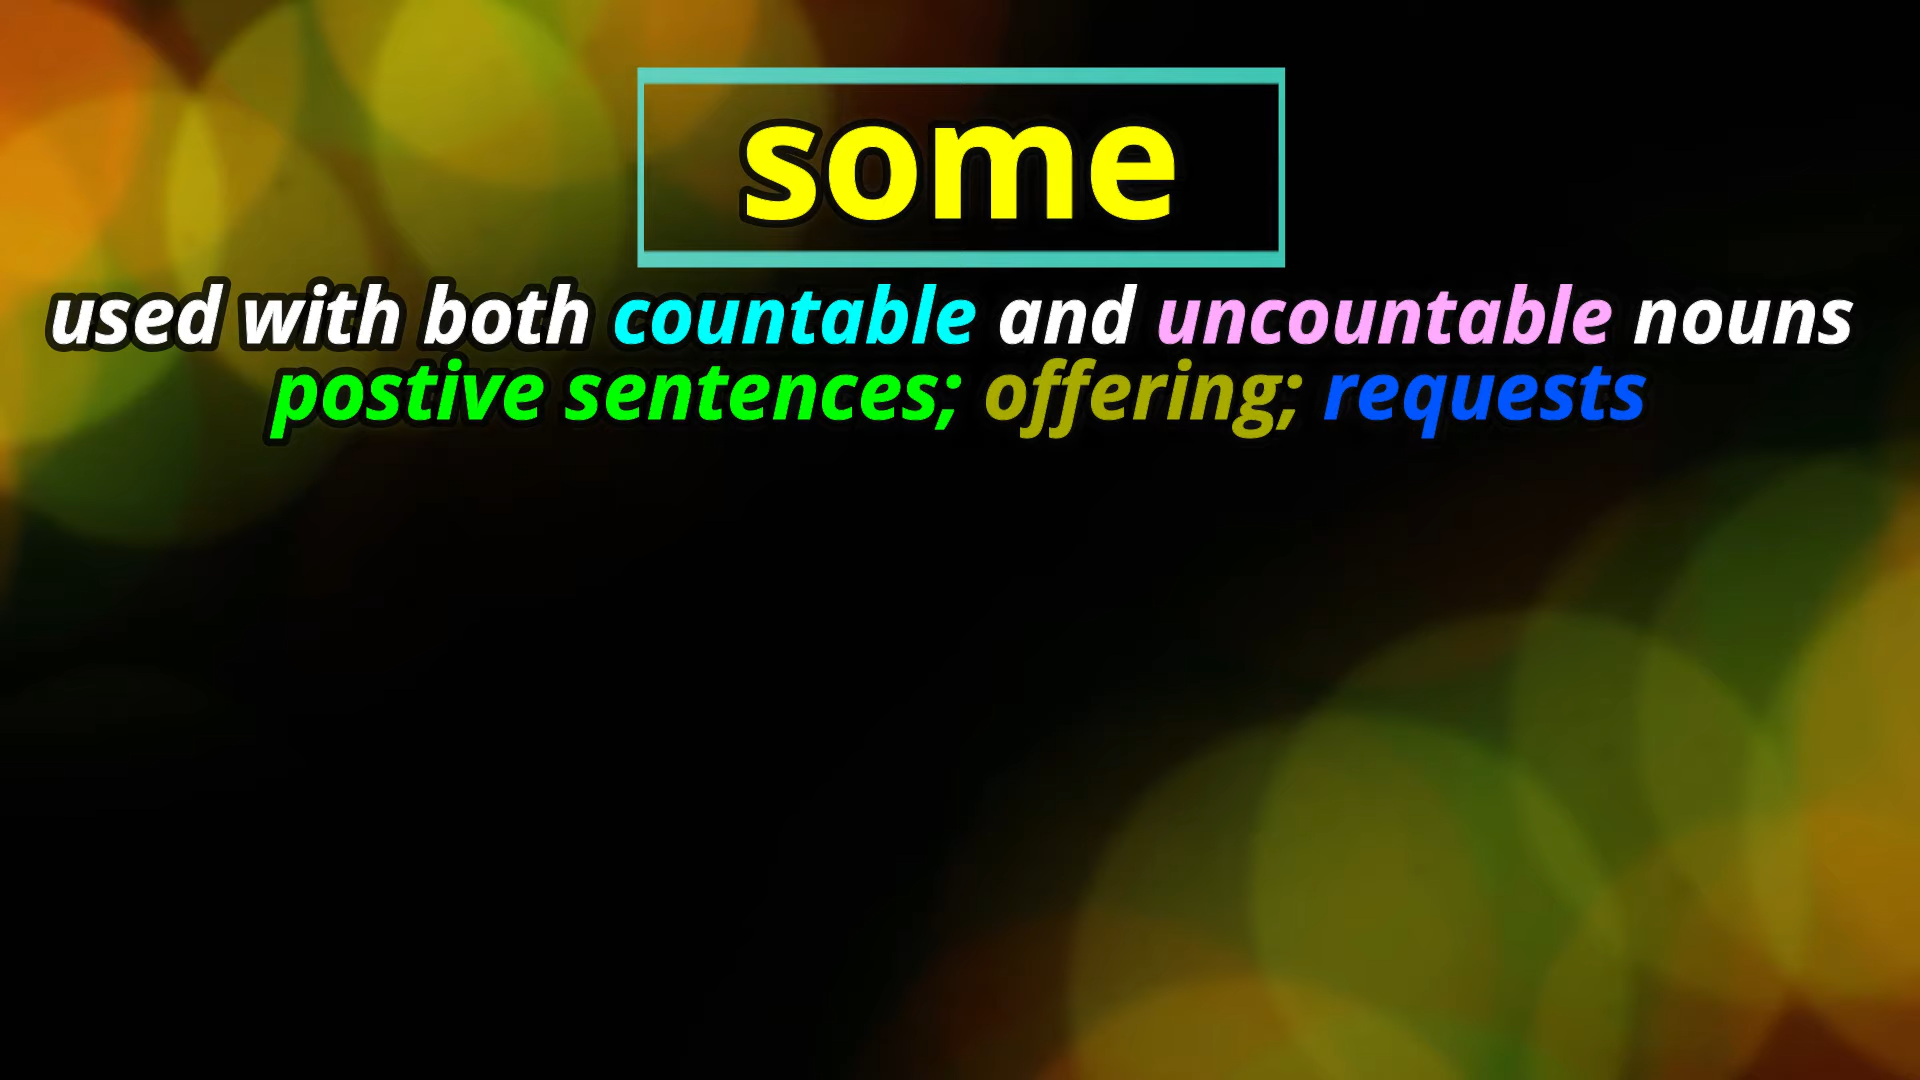 some
used with both countable and uncountable nouns
postive sentences; offering; requests